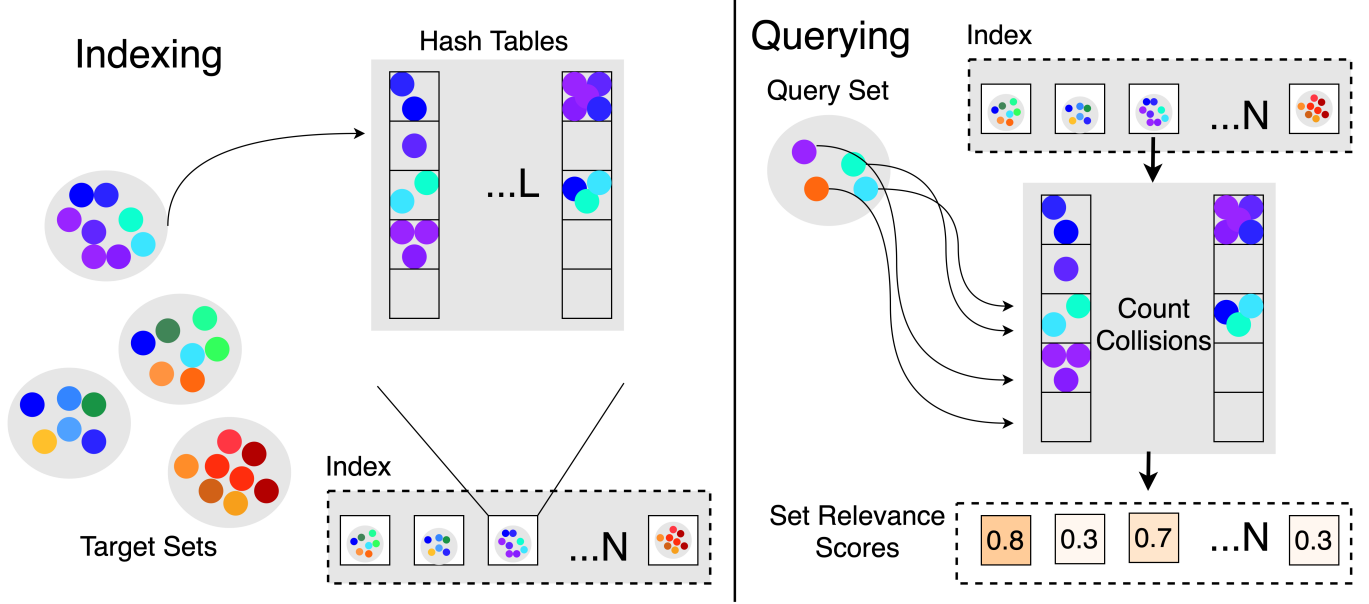 Indexing
Hash Tables
...L
Target Sets
Index
...N
Querying
Query Set
Index
...N
Count
Collisions
Set Relevance
Scores
0.8
0.3
0.7
...N
0.3